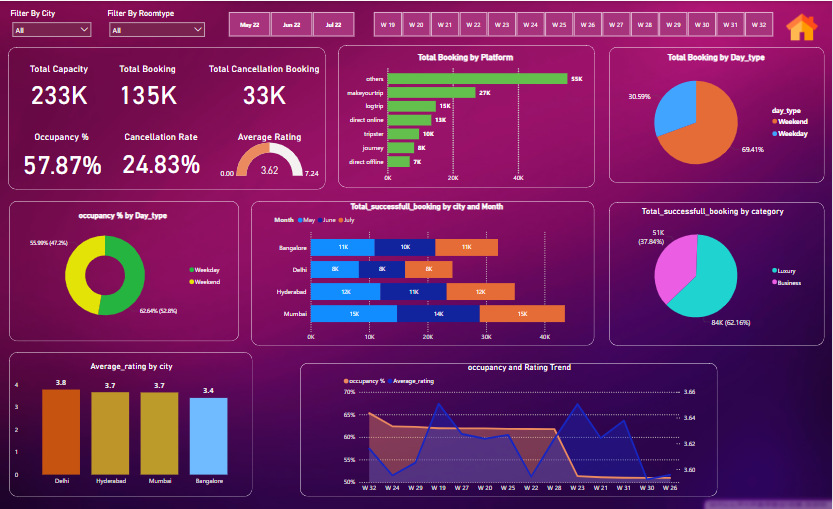 Filter By City
Filter By Roomtype
All
All
May 22
Jun 22
Jul 22
W 19
W 20
W 21
W 22
W 23
W 24
W 25
W 26
W 27
W 28
W 29
W 30
W 31
W 32
Total Capacity
Total Booking
Total Cancellation Booking
233K
135K
33K
Occupancy %
Cancellation Rate
Average Rating
57.87%
24.83%
0.00
3.62
7.24
Total Booking by Platform
others
55K
makeyourtrip
27K
logtrip
15K
direct online
13K
tripster
10K
journey
8K
direct offline
7K
0K
20K
40K
Total Booking by Day_type
30.59%
69.41%
day_type
Weekend
Weekday
occupancy % by Day_type
55.99% (47.2%)
62.64% (52.8%)
Weekday
Weekend
Total_successfull_booking by city and Month
Month
May
June
July
Bangalore
11K
10K
11K
Delhi
8K
8K
8K
Hyderabad
12K
11K
12K
Mumbai
15K
14K
15K
0K
10K
20K
30K
40K
Total_successfull_booking by category
51K
(37.84%)
84K (62.16%)
Luxury
Business
Average_rating by city
4
3
2
1
0
3.8
3.7
3.7
3.4
Delhi
Hyderabad
Mumbai
Bangalore
occupancy and Rating Trend
occupancy %
Average_rating
70%
65%
60%
55%
50%
3.66
3.64
3.62
3.60
W 32
W 24
W 29
W 19
W 27
W 20
W 25
W 22
W 28
W 23
W 21
W 31
W 30
W 26